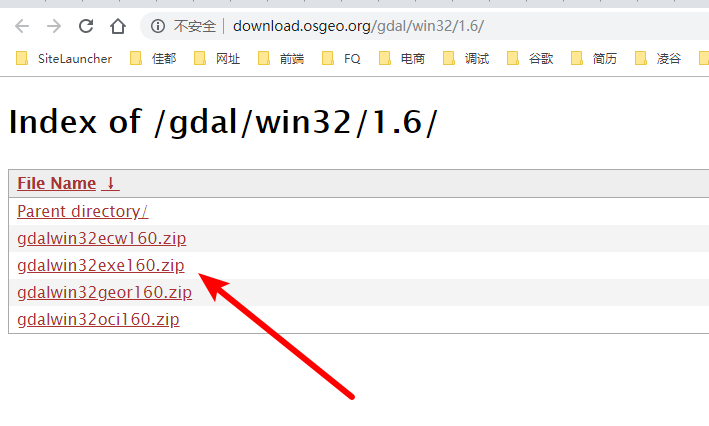 不安全 | download.osgeo.org/gdal/win32/1.6/
SiteLauncher 佳都 网址 前端 FQ 电商 调试 谷歌 简历 凌谷
Index of /gdal/win32/1.6/
File Name ↓
Parent directory/
gdalwin32ecw160.zip
gdalwin32exe160.zip
gdalwin32geor160.zip
gdalwin32oci160.zip